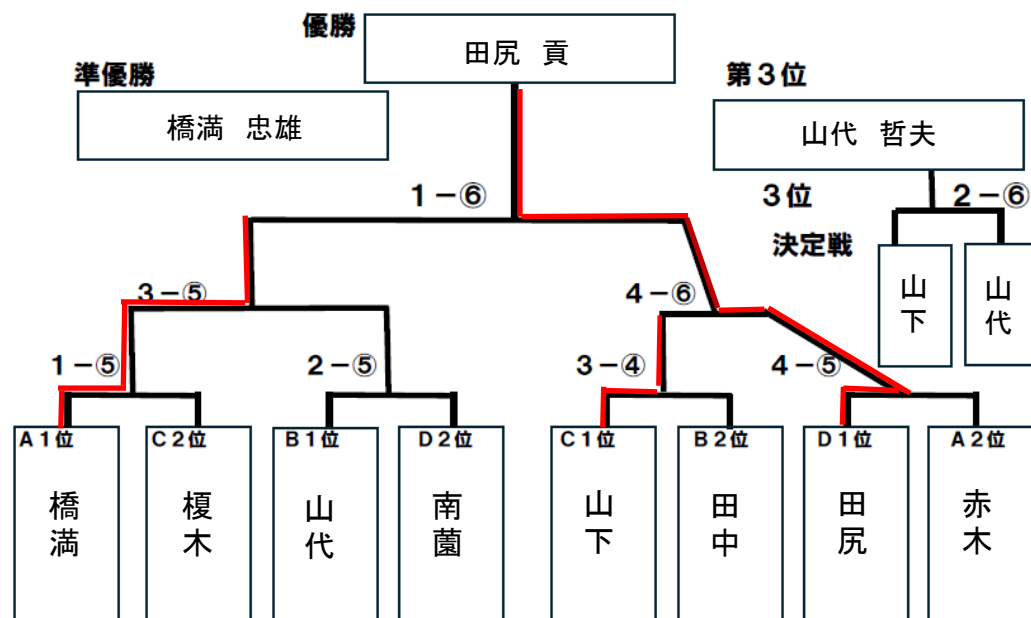 優勝
田尻 貢
準優勝
橋満 忠雄
第３位
山代 哲夫
３位
決定戦
２－⑥
山下
山代
１－⑥
３－⑤
４－⑥
１－⑤
２－⑤
３－④
４－⑤
A１位
C２位
B１位
D２位
C１位
B２位
D１位
A２位
橋満
榎木
山代
南薗
山下
田中
田尻
赤木